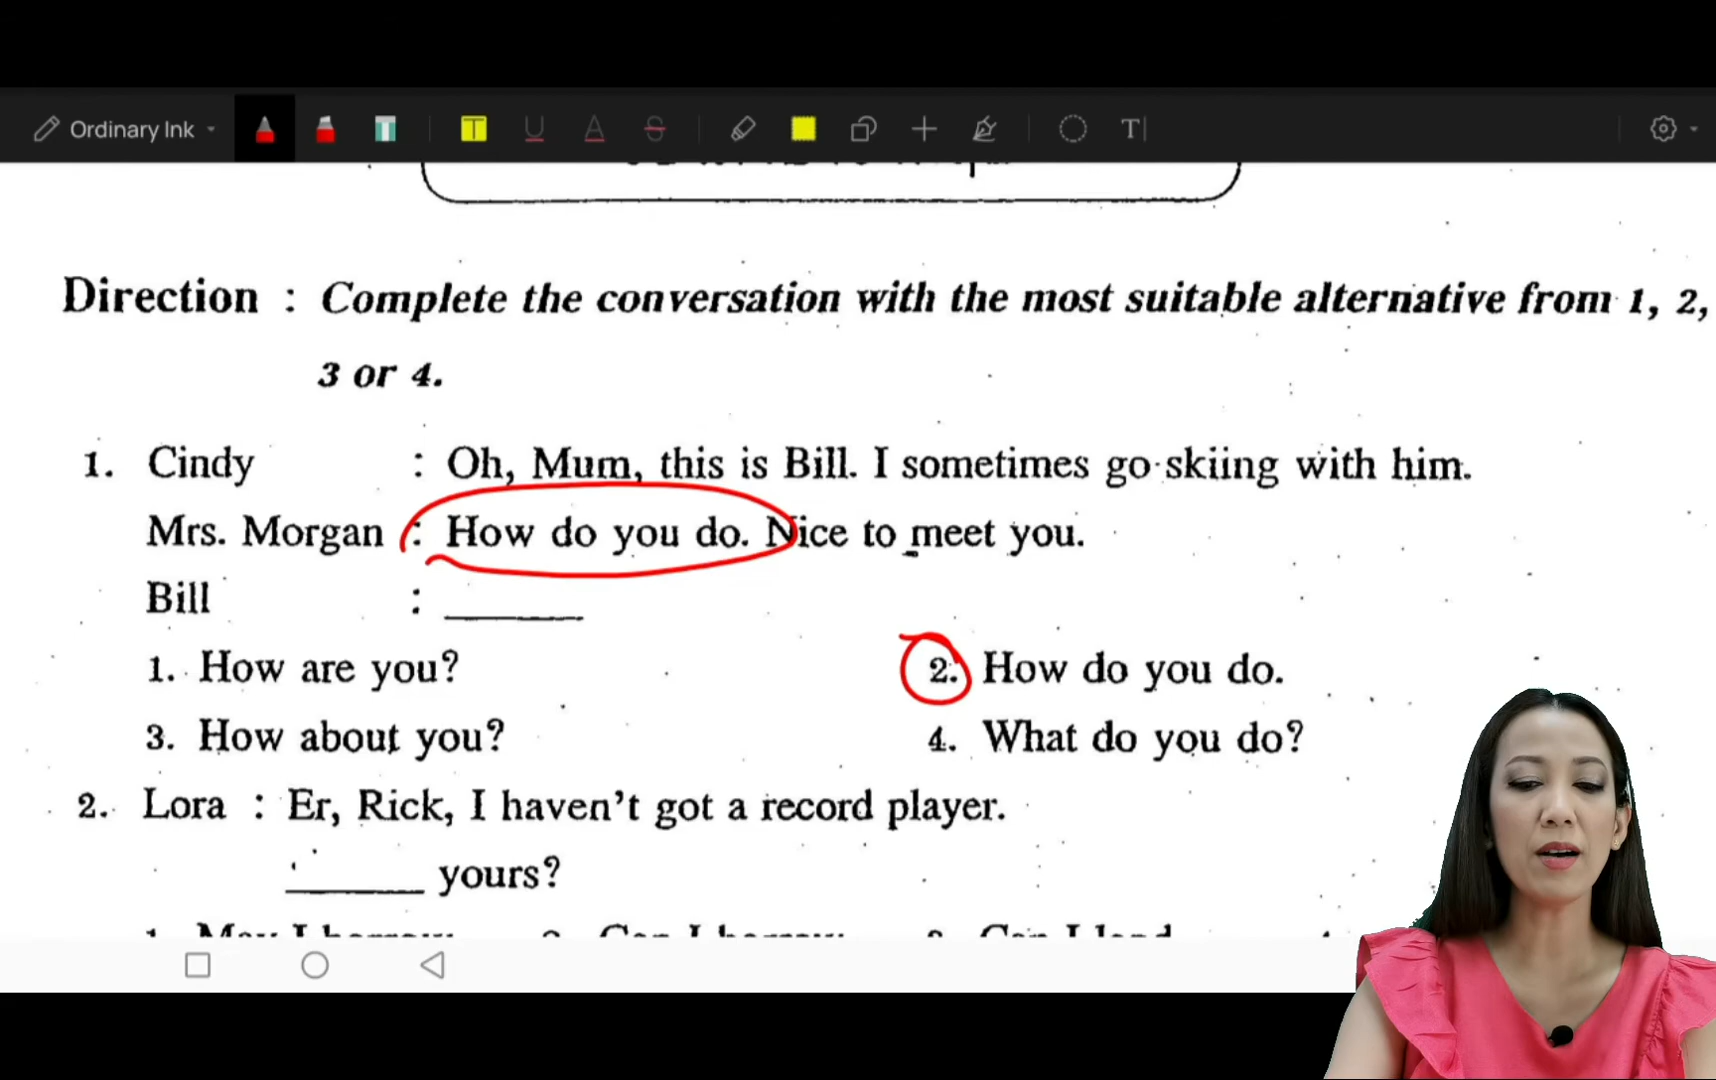 Ordinary Ink
Direction : Complete the conversation with the most suitable alternative from 1, 2,
3 or 4.
1. Cindy : Oh, Mum, this is Bill. I sometimes go skiing with him.
Mrs. Morgan : How do you do. Nice to meet you.
Bill : ______
1. How are you?
2. How do you do.
3. How about you?
4. What do you do?
2. Lora : Er, Rick, I haven't got a record player.
______ yours?